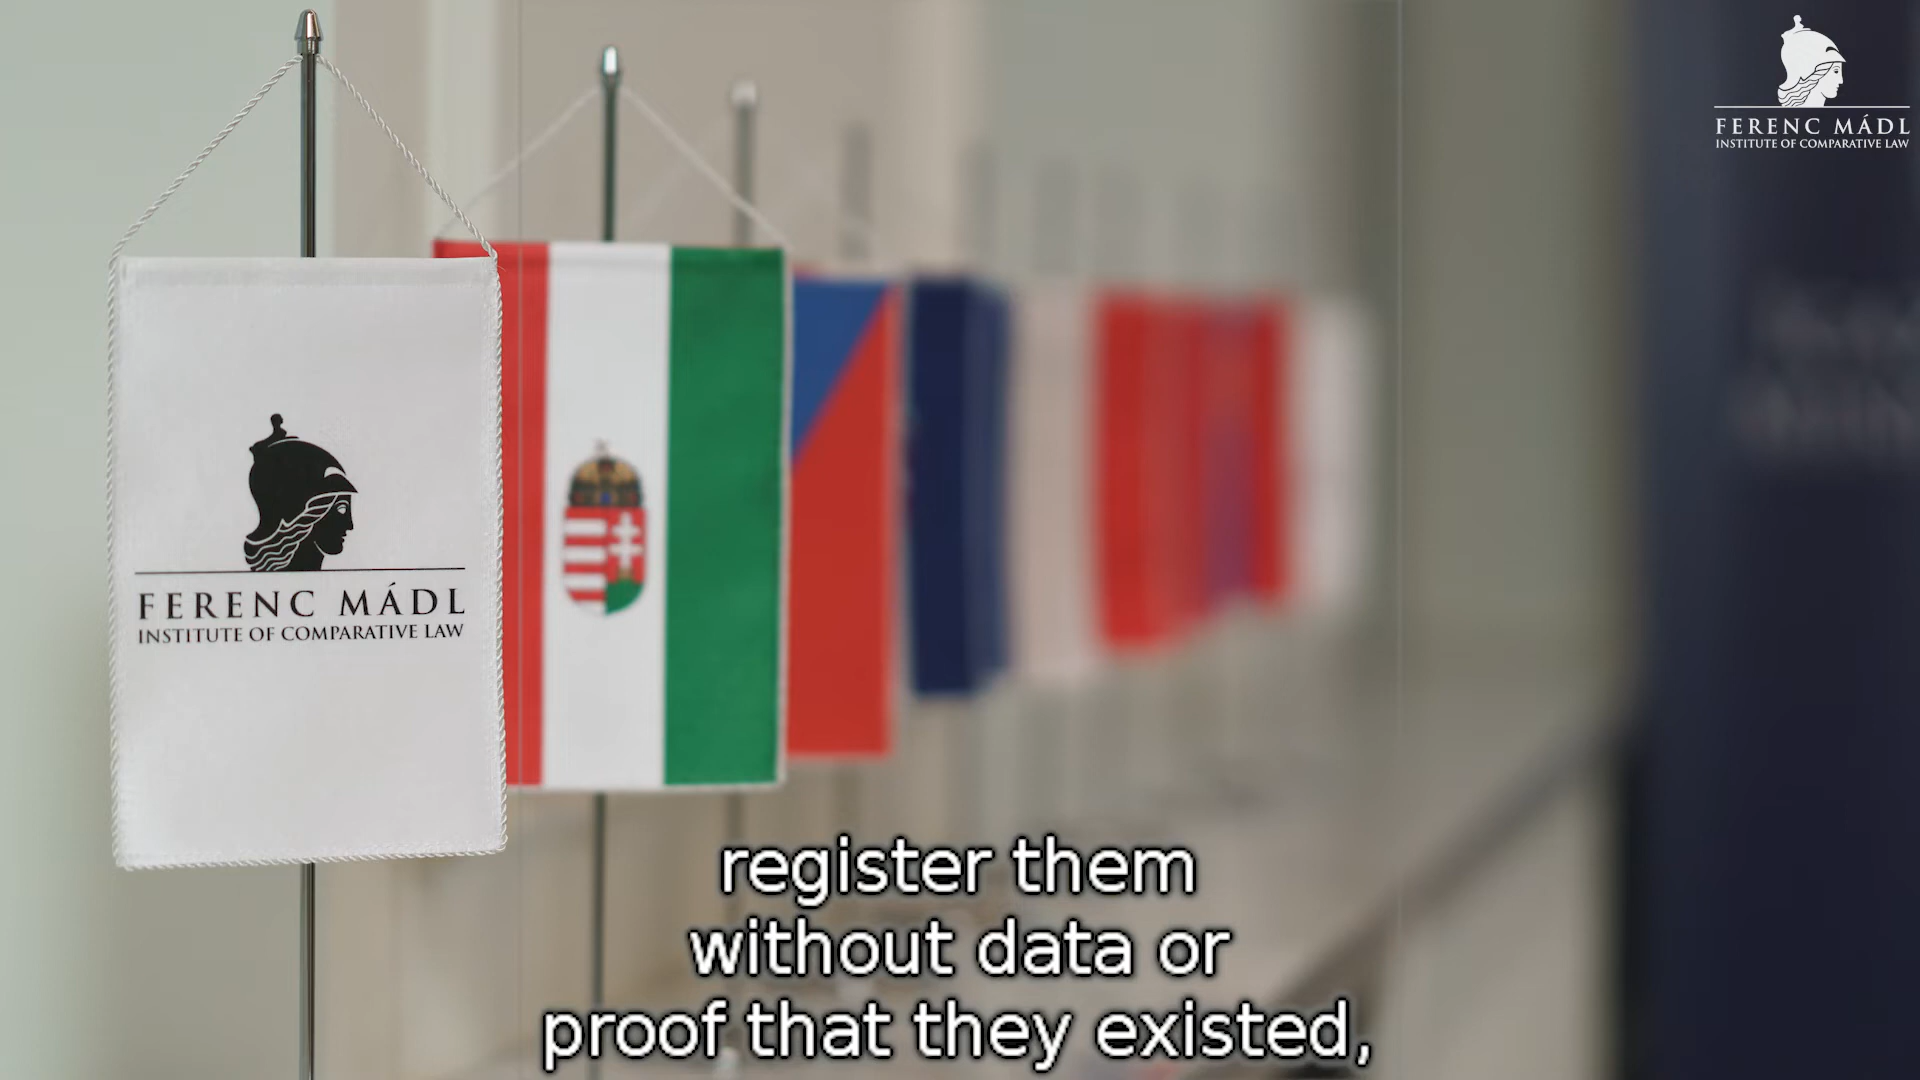 FERENC MÁDL
INSTITUTE OF COMPARATIVE LAW
FERENC MÁDL
INSTITUTE OF COMPARATIVE LAW
register them
without data or
proof that they existed,